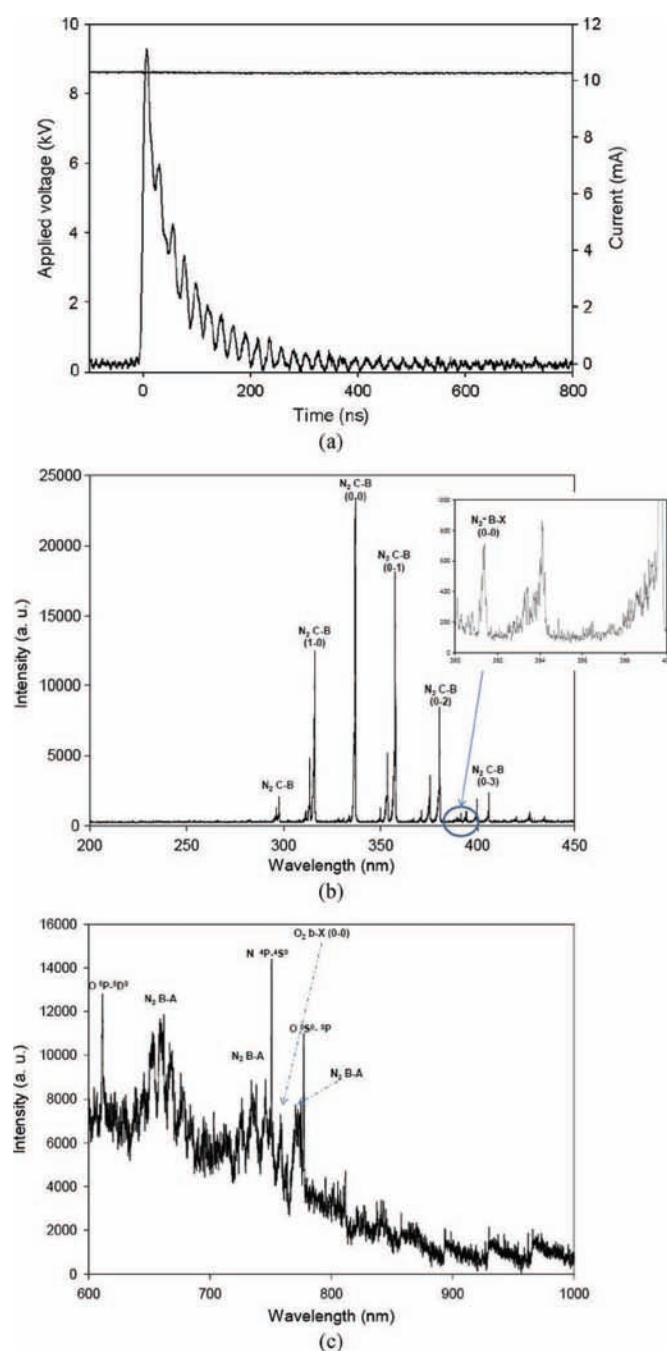 10
12
8
10
6
8
6
4
4
2
2
0
0
Applied voltage (kV)
Current (mA)
0
200
400
600
800
Time (ns)
(a)
25000
20000
15000
10000
5000
0
Intensity (a. u.)
N₂ C-B
N₂ C-B
(1-0)
N₂ C-B
(0-0)
N₂ C-B
(0-1)
N₂ C-B
(0-2)
N₂ C-B
(0-3)
N₂⁺ B-X
(0-0)
200
250
300
350
400
450
Wavelength (nm)
(b)
16000
14000
12000
10000
8000
6000
4000
2000
0
Intensity (a. u.)
O₂ b-X (0-0)
N ⁴P-⁴S⁰
N₂ B-A
N₂ B-A
N₂ B-A
600
700
800
900
1000
Wavelength (nm)
(c)